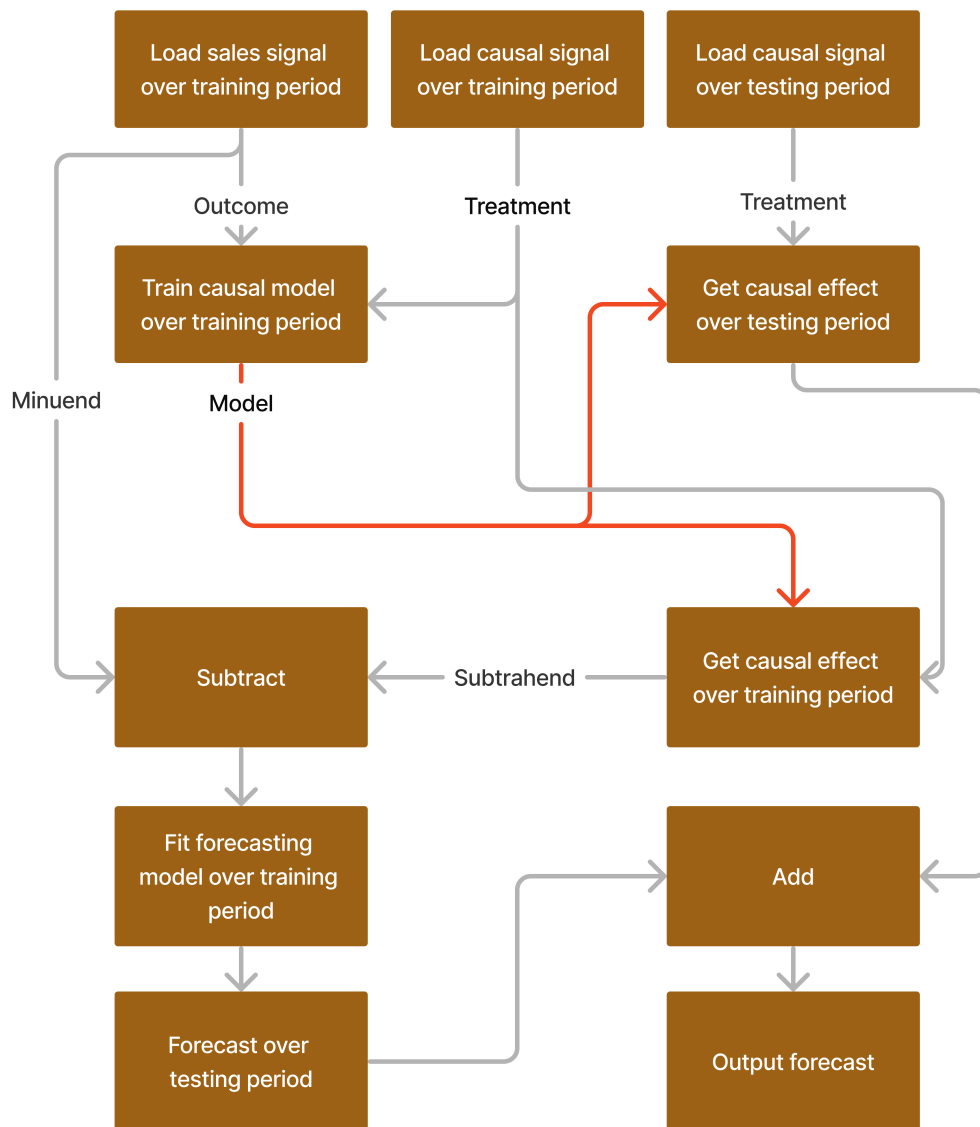 Load sales signal
over training period
Load causal signal
over training period
Load causal signal
over testing period
Outcome
Treatment
Treatment
Train causal model
over training period
Get causal effect
over testing period
Minuend
Model
Subtract
Subtrahend
Get causal effect
over training period
Fit forecasting
model over training
period
Add
Forecast over
testing period
Output forecast